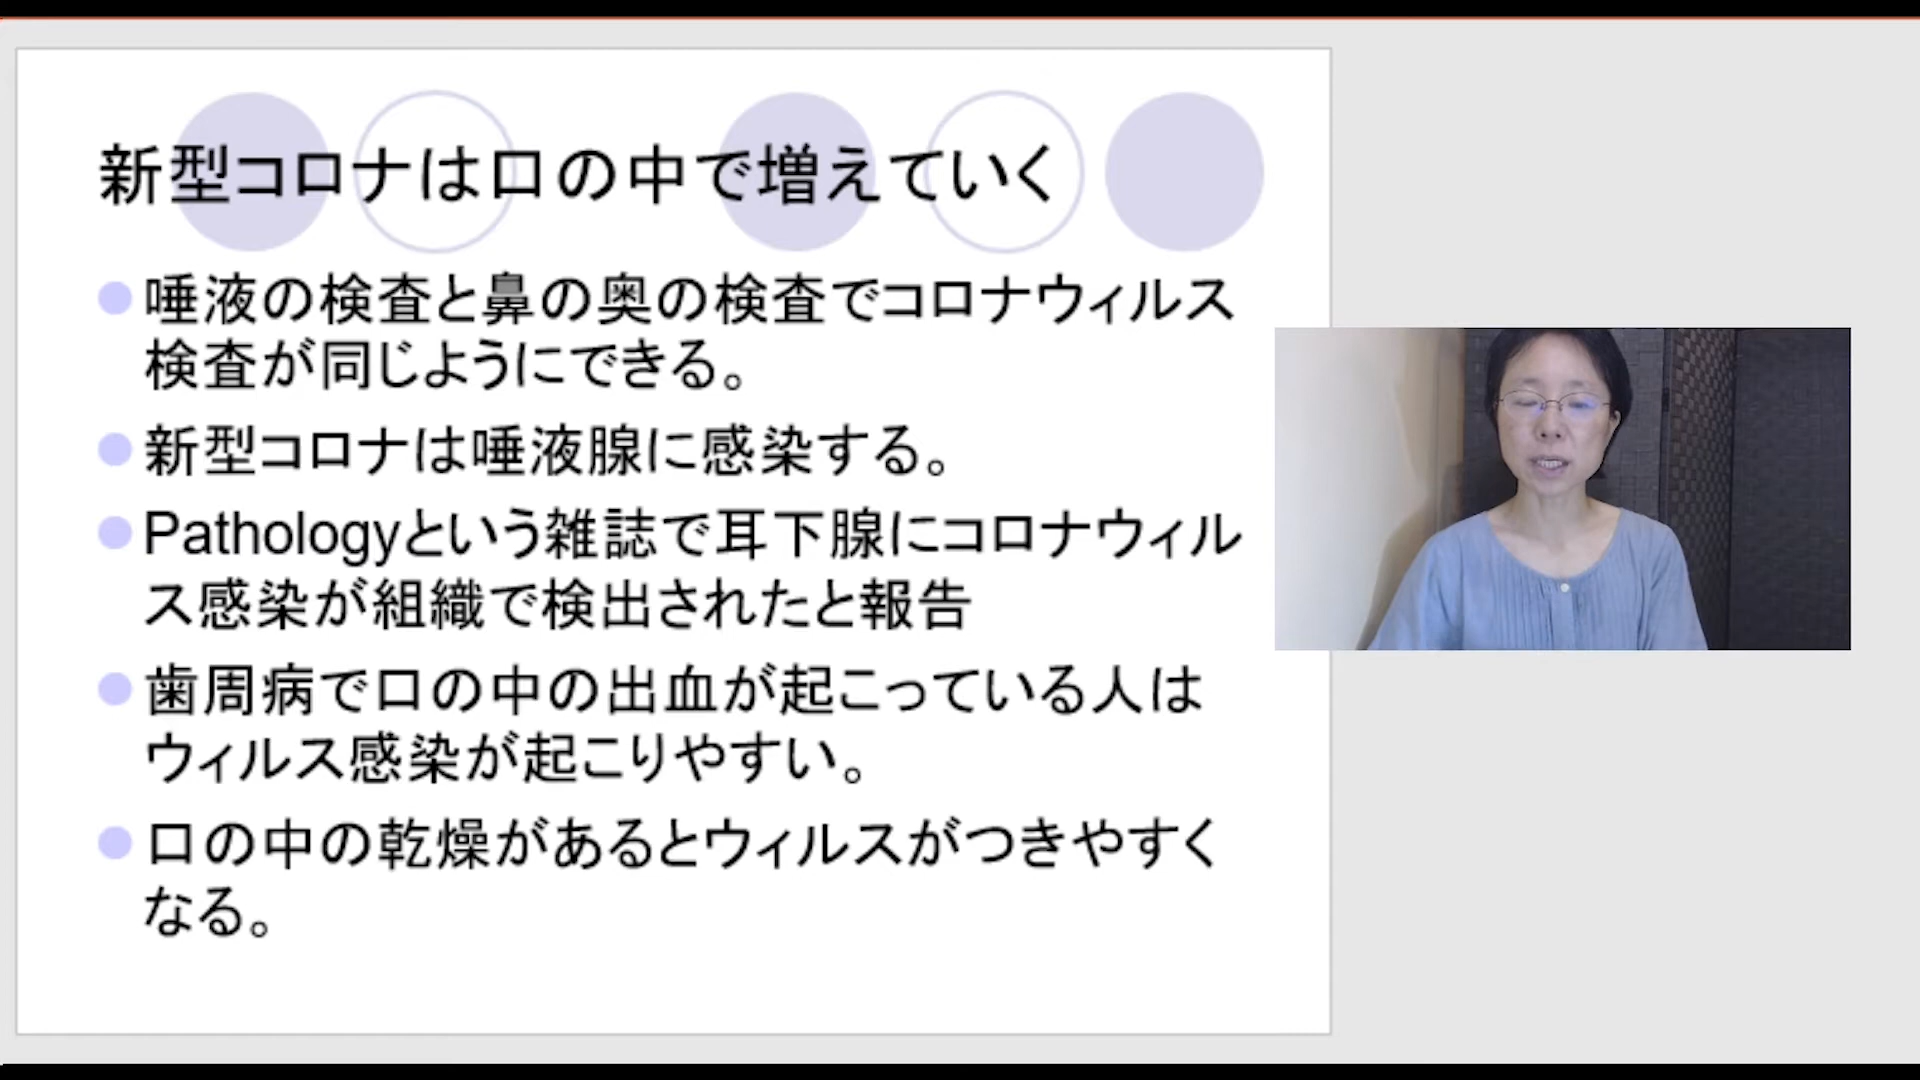 新型コロナは口の中で増えていく
唾液の検査と鼻の奥の検査でコロナウィルス
検査が同じようにできる。
新型コロナは唾液腺に感染する。
Pathologyという雑誌で耳下腺にコロナウィル
ス感染が組織で検出されたと報告
歯周病で口の中の出血が起こっている人は
ウィルス感染が起こりやすい。
口の中の乾燥があるとウィルスがつきやすく
なる。